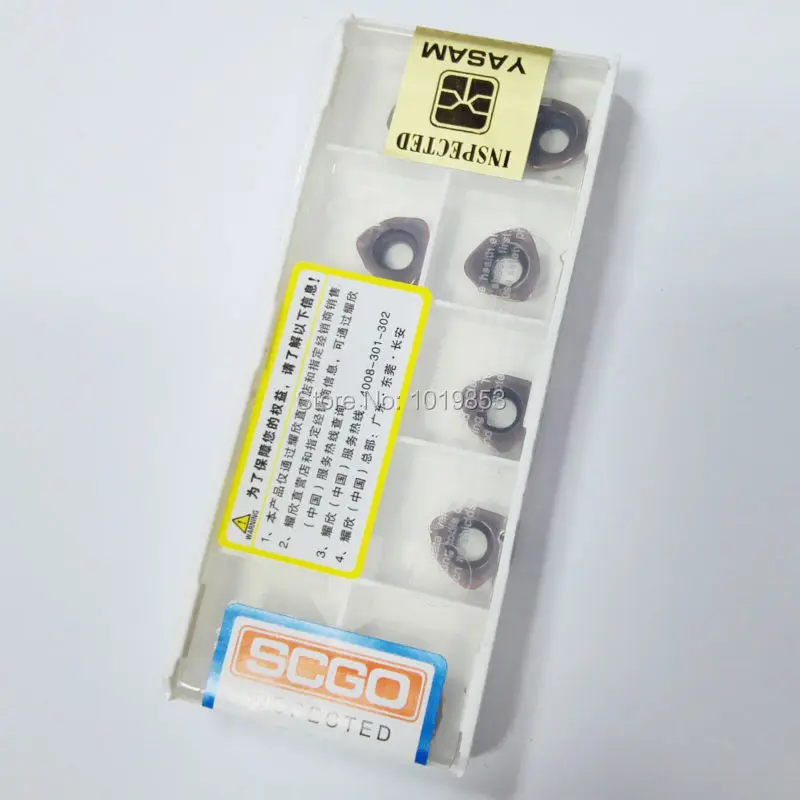 YASAM
INSPECTED
WARNING
为了保障您的权益，请了解以下信息！
1、本产品仅通过耀欣直营店和指定经销商销售
2、耀欣直营店和指定经销商信息，可通过耀欣
（中国）服务热线查询。
3、耀欣（中国）服务热线：4008-301-302
4、耀欣（中国）总部：广东·东莞·长安
Store No: 1019853
SCGO
INSPECTED